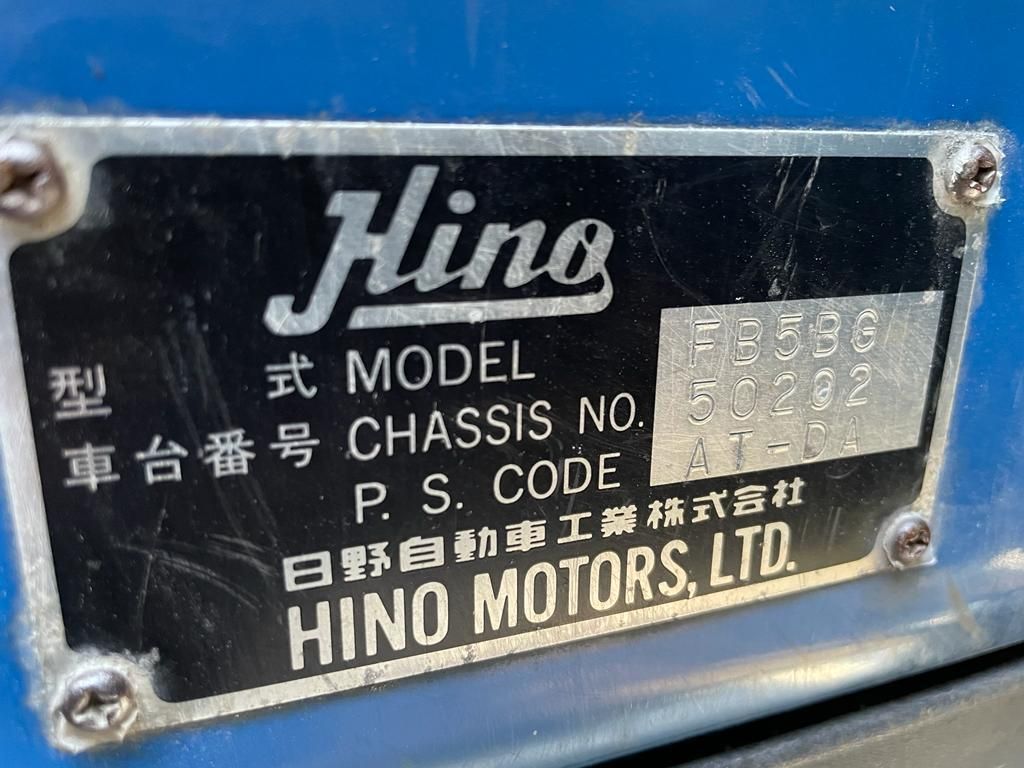 Hino
型 式 MODEL FB5BG
車台番号 CHASSIS NO. 50202
P. S. CODE AT-DA
日野自動車工業株式会社
HINO MOTORS, LTD.